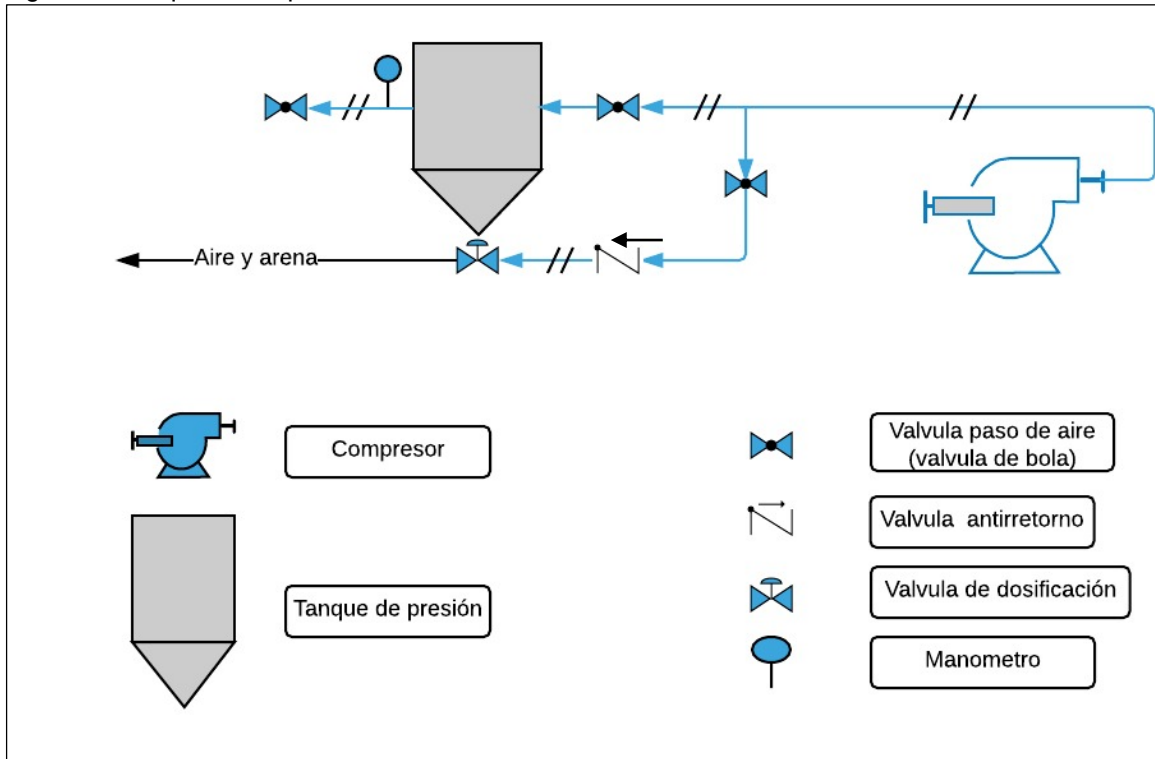 Aire y arena
Compresor
Tanque de presión
Valvula paso de aire
(valvula de bola)
Valvula antirretorno
Valvula de dosificación
Manometro